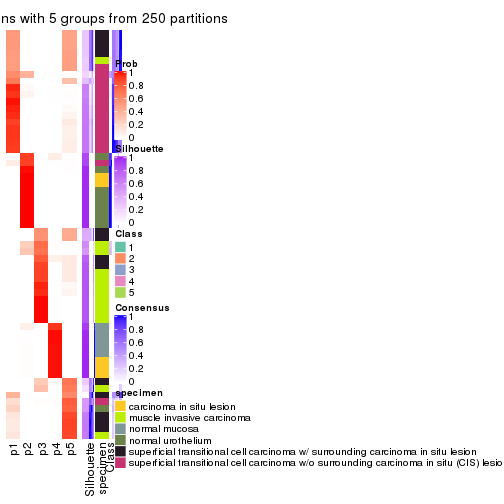 ns with 5 groups from 250 partitions
Prob
1
0.8
0.6
0.4
0.2
0
Silhouette
1
0.8
0.6
0.4
0.2
0
Class
1
2
3
4
5
Consensus
1
0.8
0.6
0.4
0.2
0
specimen
carcinoma in situ lesion
muscle invasive carcinoma
normal mucosa
normal urothelium
superficial transitional cell carcinoma w/ surrounding carcinoma in situ lesion
superficial transitional cell carcinoma w/o surrounding carcinoma in situ (CIS) lesio
p1
p2
p3
p4
p5
Silhouette
specimen
Class